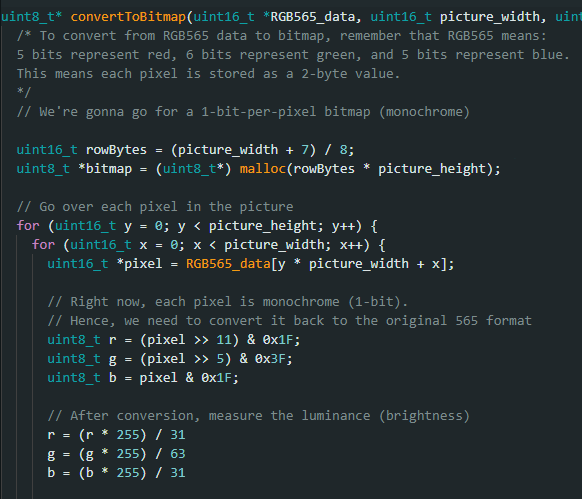 uint8_t* convertToBitmap(uint16_t *RGB565_data, uint16_t picture_width,
/* To convert from RGB565 data to bitmap, remember that RGB565 means:
5 bits represent red, 6 bits represent green, and 5 bits represent blue.
This means each pixel is stored as a 2-byte value.
*/
// We're gonna go for a 1-bit-per-pixel bitmap (monochrome)
uint16_t rowBytes = (picture_width + 7) / 8;
uint8_t *bitmap = (uint8_t*) malloc(rowBytes * picture_height);
// Go over each pixel in the picture
for (uint16_t y = 0; y < picture_height; y++) {
for (uint16_t x = 0; x < picture_width; x++) {
uint16_t *pixel = RGB565_data[y * picture_width + x];
// Right now, each pixel is monochrome (1-bit).
// Hence, we need to convert it back to the original 565 format
uint8_t r = (pixel >> 11) & 0x1F;
uint8_t g = (pixel >> 5) & 0x3F;
uint8_t b = pixel & 0x1F;
// After conversion, measure the luminance (brightness)
r = (r * 255) / 31
g = (g * 255) / 63
b = (b * 255) / 31